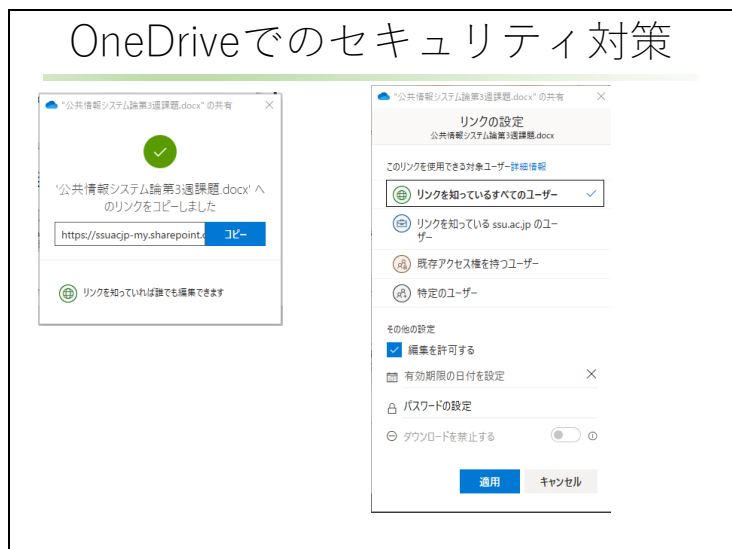 OneDriveでのセキュリティ対策
"公共情報システム論第3週課題.docx" の共有
'公共情報システム論第3週課題.docx' へ
のリンクをコピーしました
https://ssuacjp-my.sharepoint.c
コピー
リンクを知っていれば誰でも編集できます
"公共情報システム論第3週課題.docx" の共有
リンクの設定
公共情報システム論第3週課題.docx
このリンクを使用できる対象ユーザー詳細情報
リンクを知っているすべてのユーザー
リンクを知っている ssu.ac.jp のユー
ザー
既存アクセス権を持つユーザー
特定のユーザー
その他の設定
編集を許可する
有効期限の日付を設定
パスワードの設定
ダウンロードを禁止する
適用
キャンセル